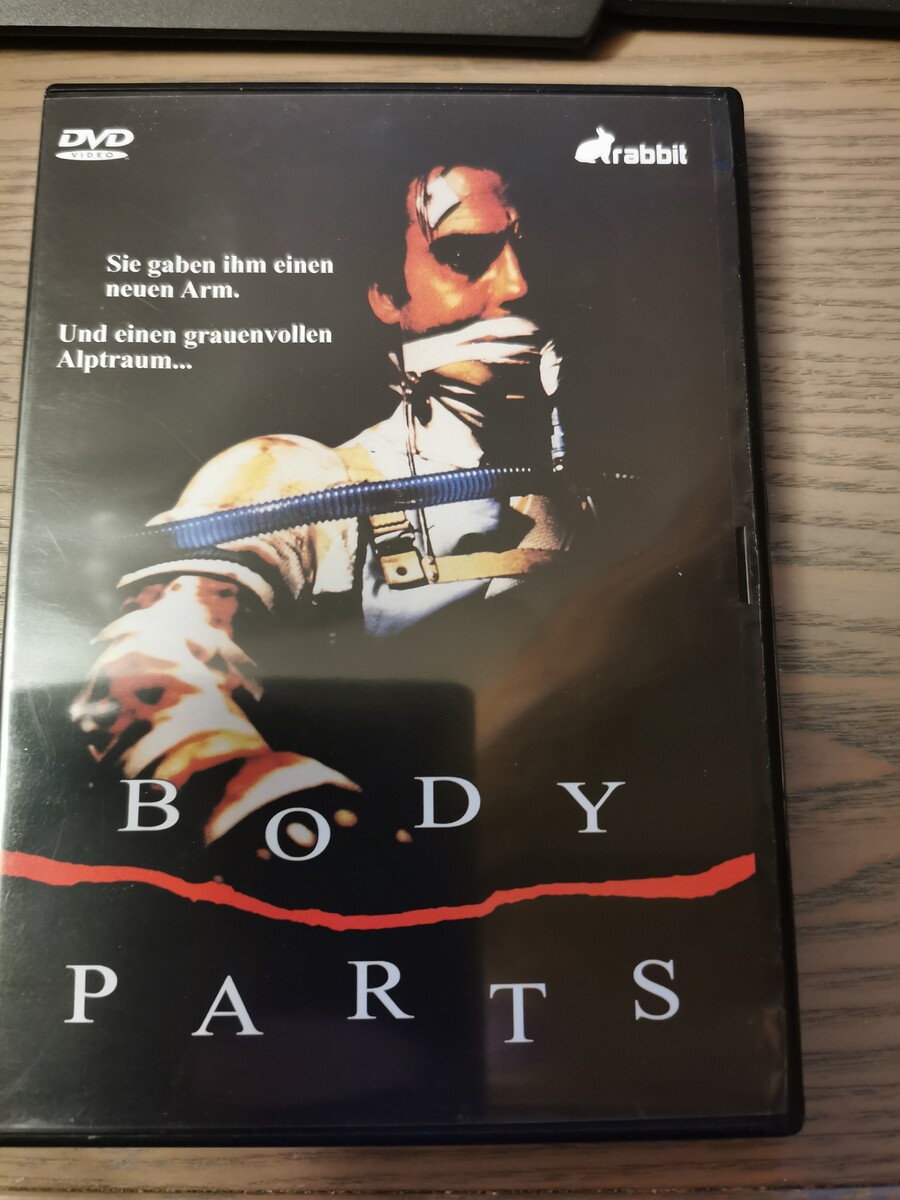 DVD
VIDEO
rabbit
Sie gaben ihm einen
neuen Arm.
Und einen grauenvollen
Alptraum...
BODY
PARTS